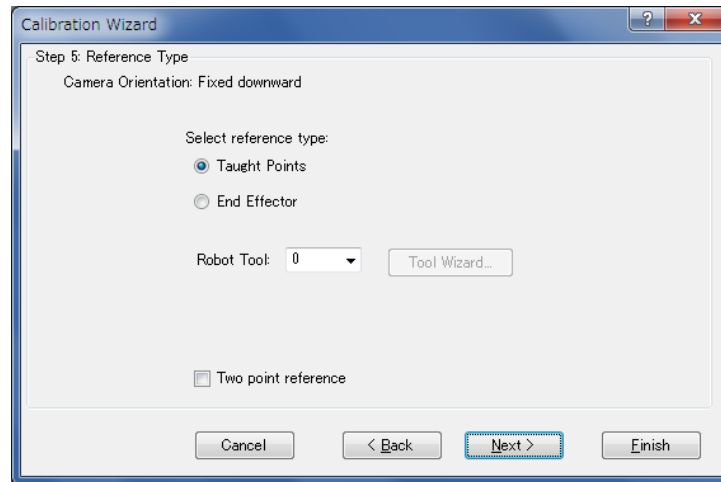 Calibration Wizard
Step 5: Reference Type
Camera Orientation: Fixed downward
Select reference type:
Taught Points
End Effector
Robot Tool: 0 Tool Wizard...
Two point reference
Cancel < Back Next > Finish